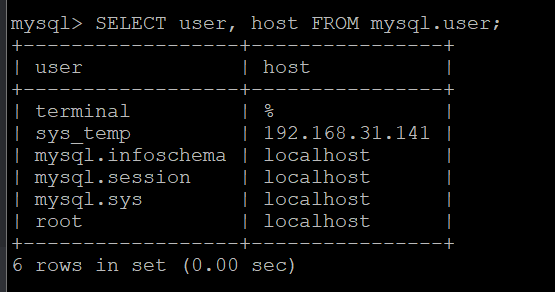 mysql> SELECT user, host FROM mysql.user;
+------------------+----------------+
| user             | host           |
+------------------+----------------+
| terminal         | %              |
| sys_temp         | 192.168.31.141 |
| mysql.infoschema | localhost      |
| mysql.session    | localhost      |
| mysql.sys        | localhost      |
| root             | localhost      |
+------------------+----------------+
6 rows in set (0.00 sec)